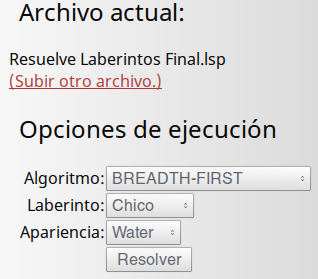 Archivo actual:
Resuelve Laberintos Final.lsp
(Subir otro archivo.)
Opciones de ejecución
Algoritmo: BREADTH-FIRST
Laberinto: Chico
Apariencia: Water
Resolver